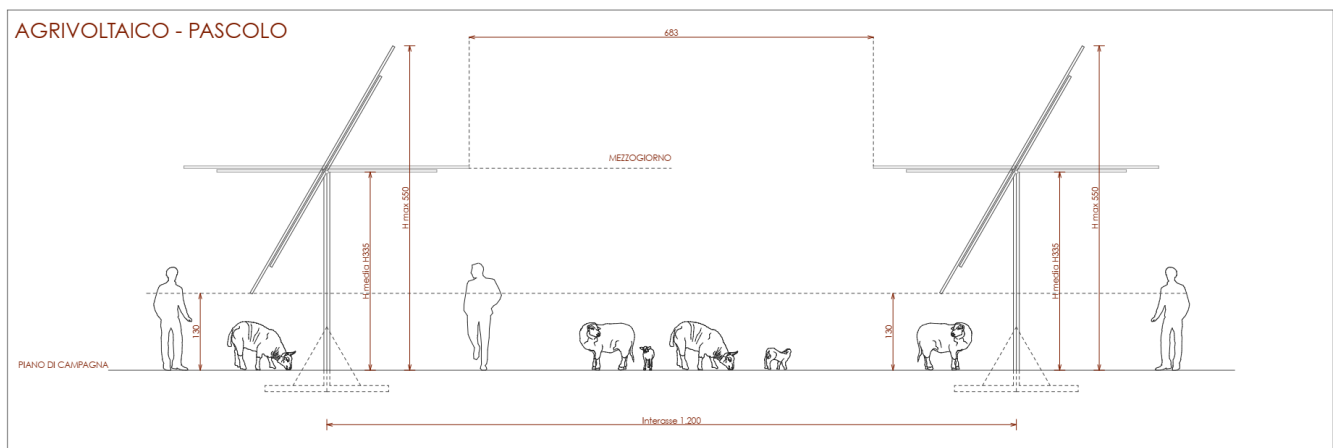 AGRIVOLTAICO - PASCOLO
683
MEZZOGIORNO
H max 550
H media H335
130
H max 550
H media H335
130
PIANO DI CAMPAGNA
Interasse 1.200